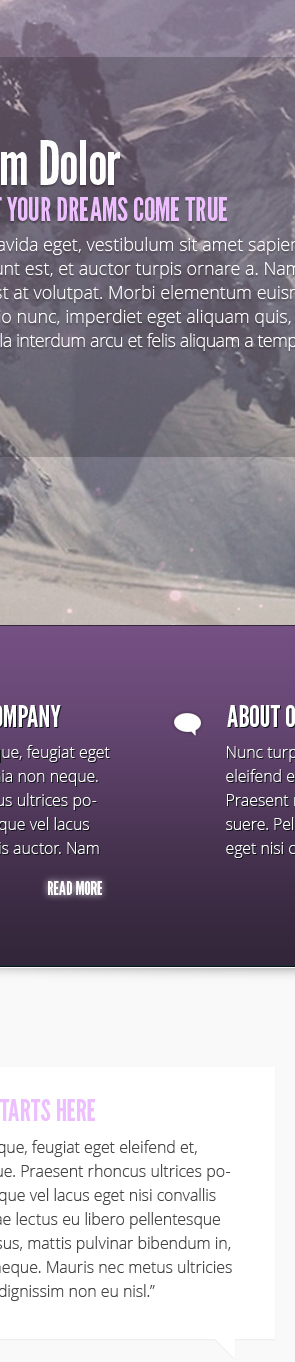 m Dolor
YOUR DREAMS COME TRUE
avida eget, vestibulum sit amet sapien
unt est, et auctor turpis ornare a. Nam
st at volutpat. Morbi elementum euis
o nunc, imperdiet eget aliquam quis,
la interdum arcu et felis aliquam a temp
OMPANY
ue, feugiat eget
ia non neque.
us ultrices po-
que vel lacus
is auctor. Nam
READ MORE
ABOUT O
Nunc turp
eleifend e
Praesent
suere. Pel
eget nisi c
TARTS HERE
que, feugiat eget eleifend et,
ue. Praesent rhoncus ultrices po-
que vel lacus eget nisi convallis
ae lectus eu libero pellentesque
sus, mattis pulvinar bibendum in,
neque. Mauris nec metus ultricies
dignissim non eu nisl.”